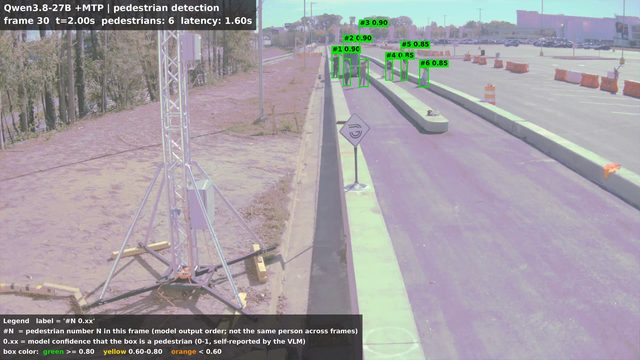 Qwen3.8-27B +MTP | pedestrian detection
frame 30 t=2.00s pedestrians: 6 latency: 1.60s
#3 0.90
#2 0.90
#1 0.90
#5 0.85
#4 0.85
#6 0.85
Legend label = '#N 0.xx'
#N = pedestrian number N in this frame (model output order; not the same person across frames)
0.xx = model confidence that the box is a pedestrian (0-1, self-reported by the VLM)
box color: green >= 0.80 yellow 0.60-0.80 orange < 0.60